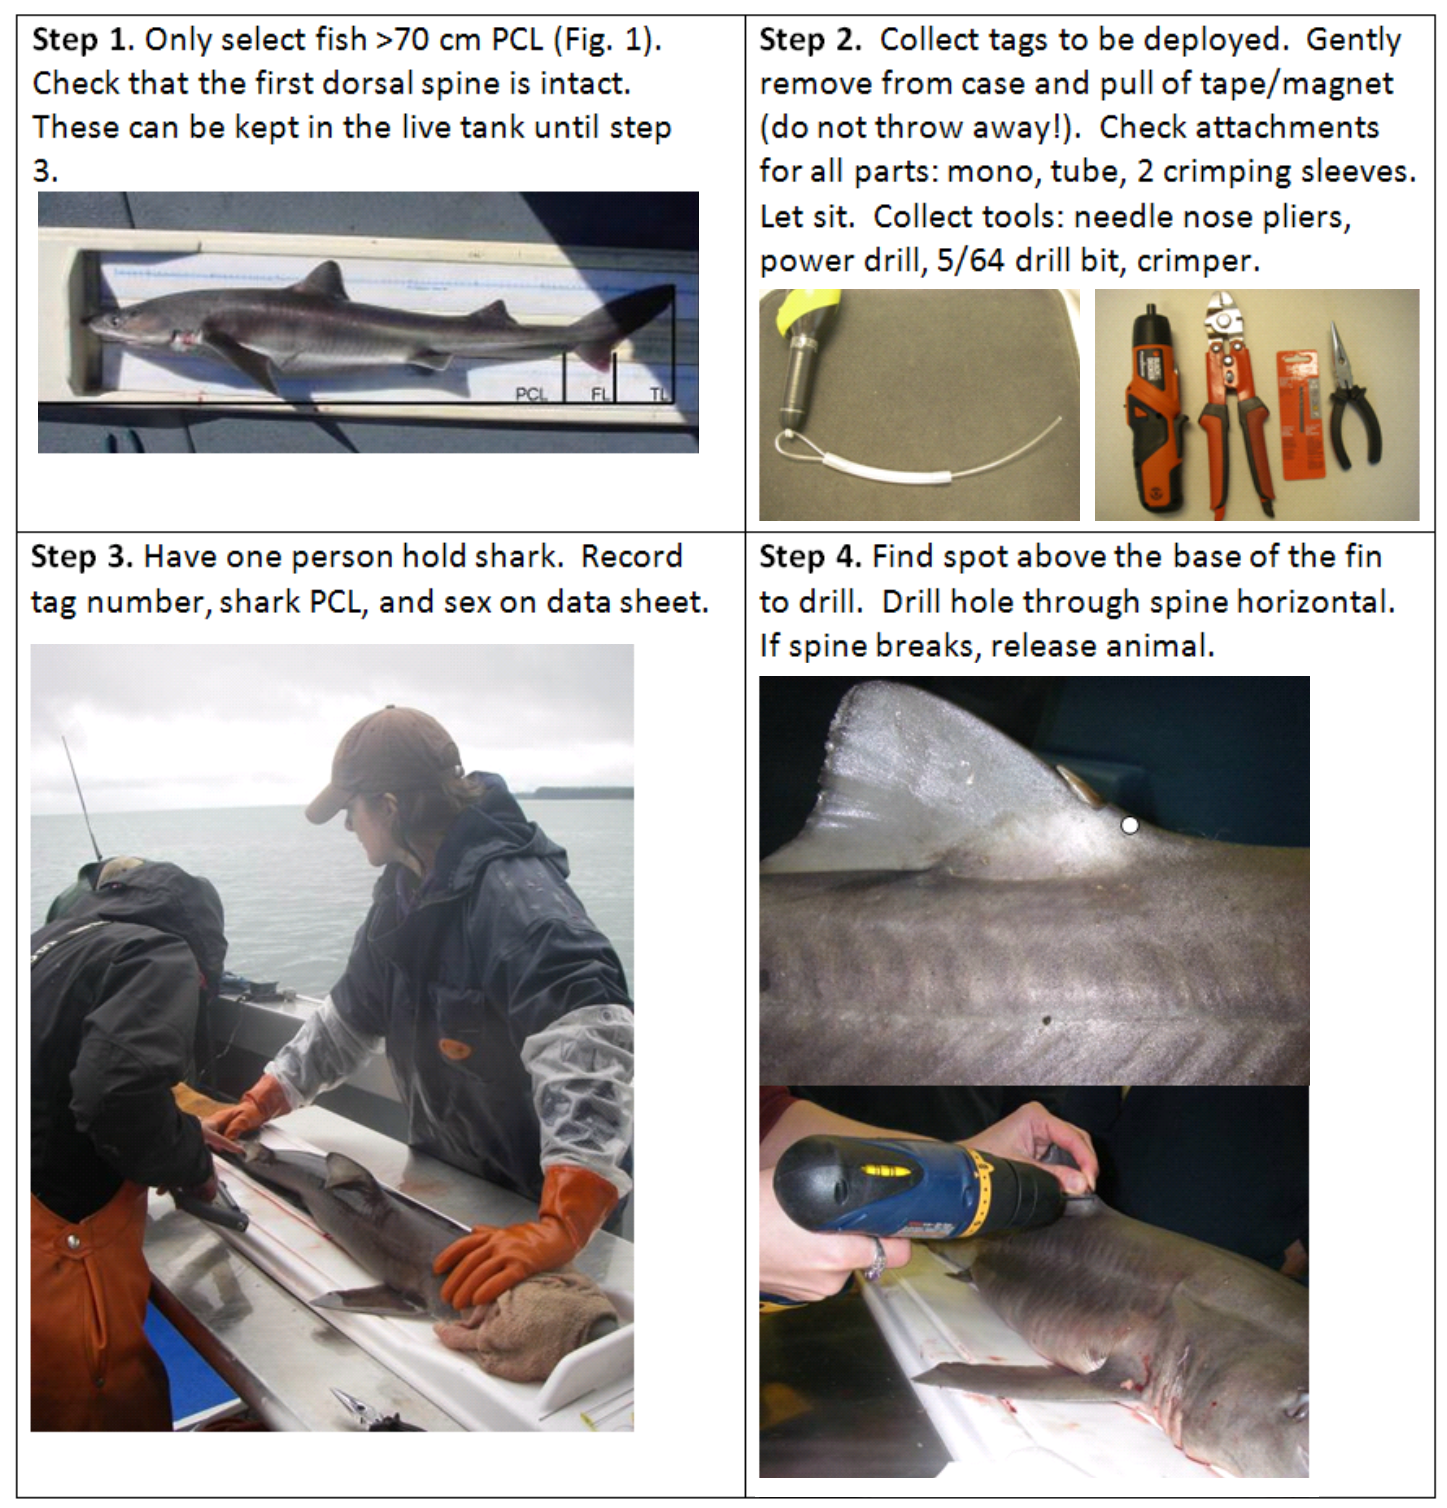 Step 1. Only select fish >70 cm PCL (Fig. 1).
Check that the first dorsal spine is intact.
These can be kept in the live tank until step
3.
PCL FL TL
Step 2. Collect tags to be deployed. Gently
remove from case and pull of tape/magnet
(do not throw away!). Check attachments
for all parts: mono, tube, 2 crimping sleeves.
Let sit. Collect tools: needle nose pliers,
power drill, 5/64 drill bit, crimper.
Step 3. Have one person hold shark. Record
tag number, shark PCL, and sex on data sheet.
Step 4. Find spot above the base of the fin
to drill. Drill hole through spine horizontal.
If spine breaks, release animal.